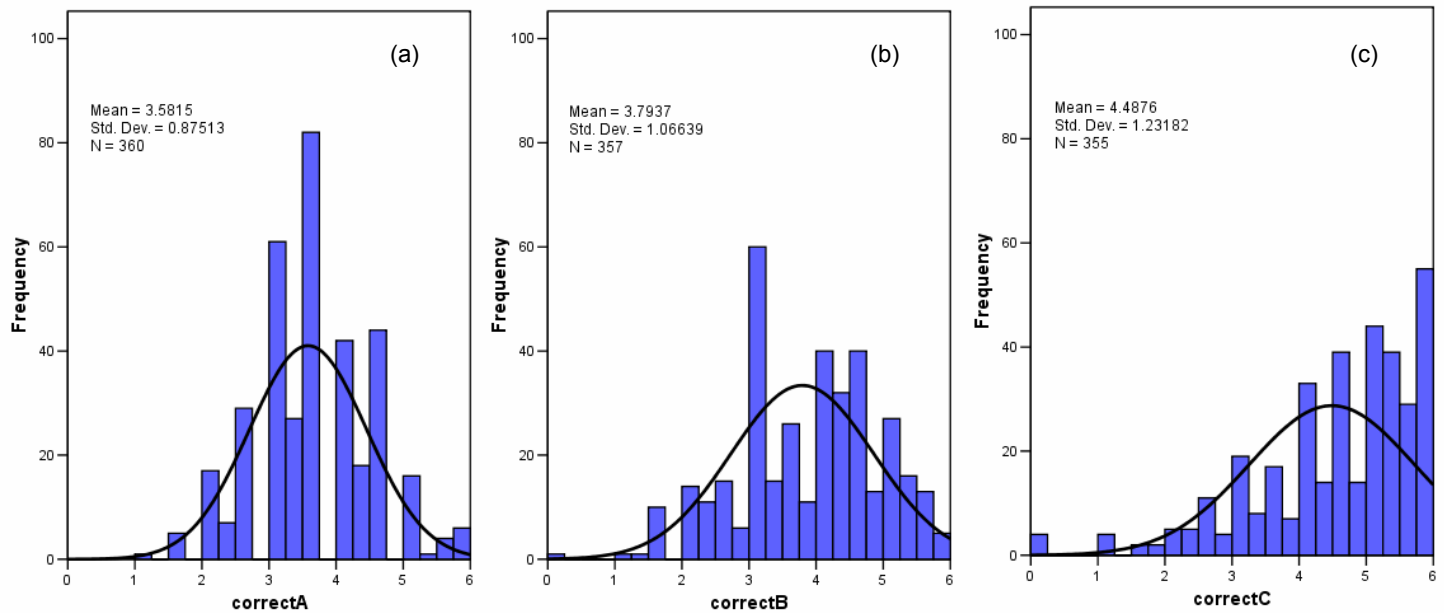 (a)
Mean = 3.5815
Std. Dev. = 0.87513
N = 360
Frequency
100
80
60
40
20
0
0 1 2 3 4 5 6
correctA
(b)
Mean = 3.7937
Std. Dev. = 1.06639
N = 357
Frequency
100
80
60
40
20
0
0 1 2 3 4 5 6
correctB
(c)
Mean = 4.4876
Std. Dev. = 1.23182
N = 355
Frequency
100
80
60
40
20
0
0 1 2 3 4 5 6
correctC